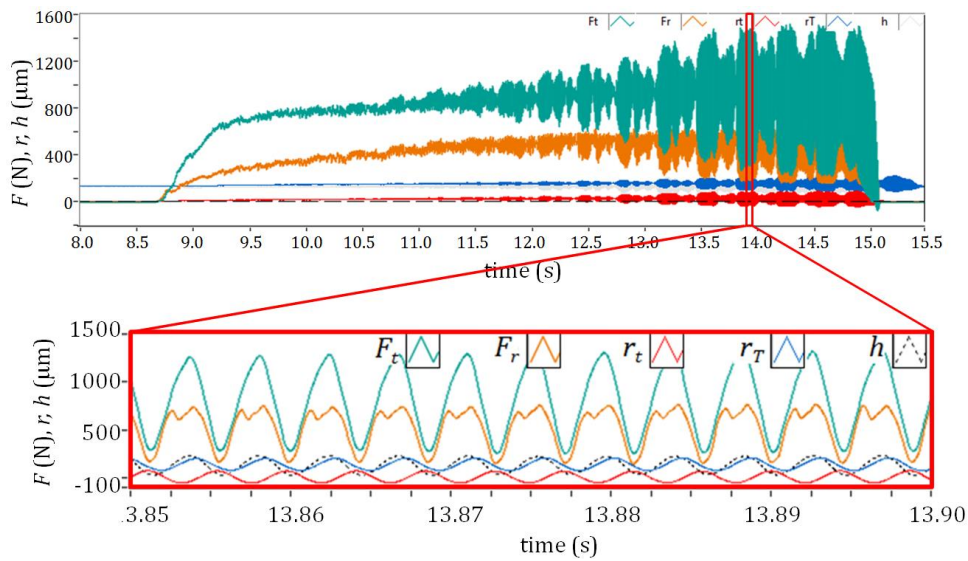 1600
Ft Fr rt rT h
1200
800
400
0
F (N), r, h (μm)
8.0 8.5 9.0 9.5 10.0 10.5 11.0 11.5 12.0 12.5 13.0 13.5 14.0 14.5 15.0 15.5
time (s)
1500
Ft Fr rt rT h
1000
500
-100
F (N), r, h (μm)
3.85 13.86 13.87 13.88 13.89 13.90
time (s)